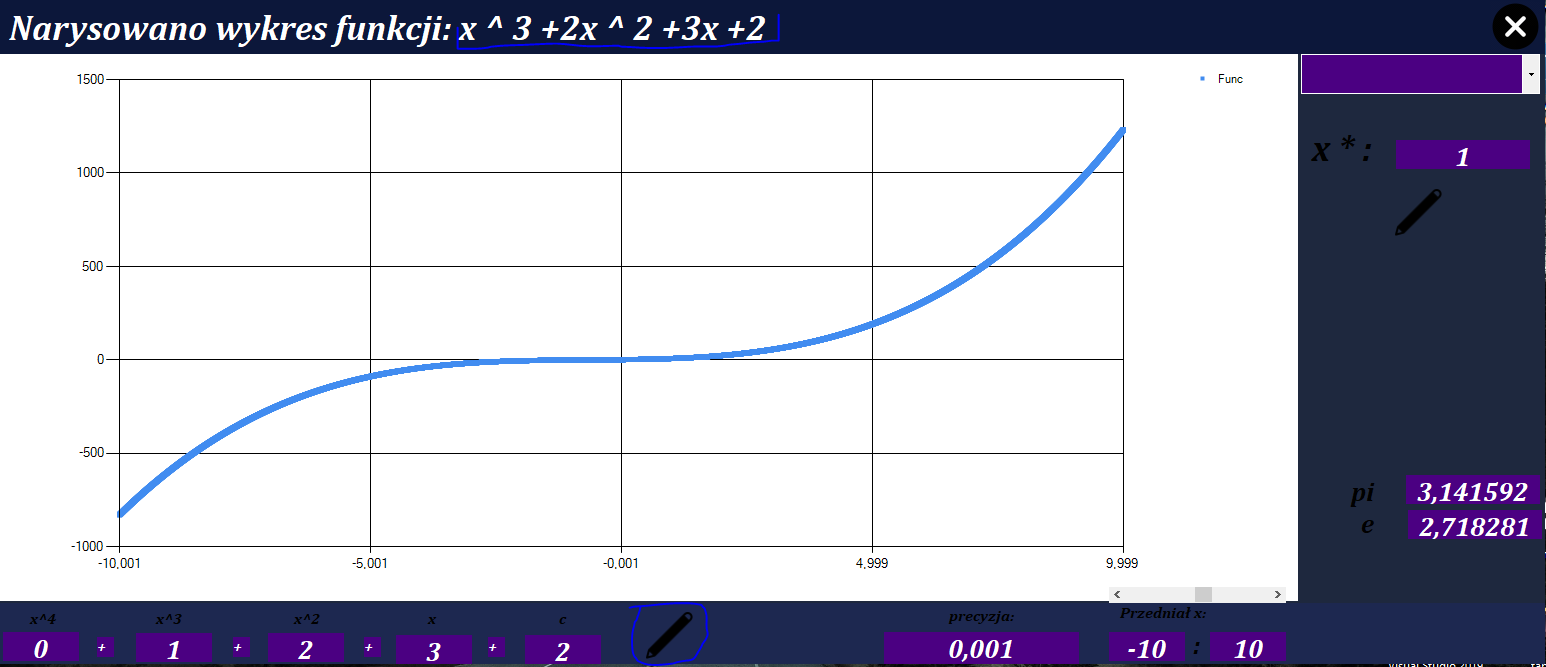 Narysowano wykres funkcji: x ^ 3 +2x ^ 2 +3x +2
Func
1500
1000
500
0
-500
-1000
-10,001 -5,001 -0,001 4,999 9,999
x * : 1
pi 3,141592
e 2,718281
x^4 x^3 x^2 x c precyzja: Przedniał x:
0 + 1 + 2 + 3 + 2 0,001 -10 : 10